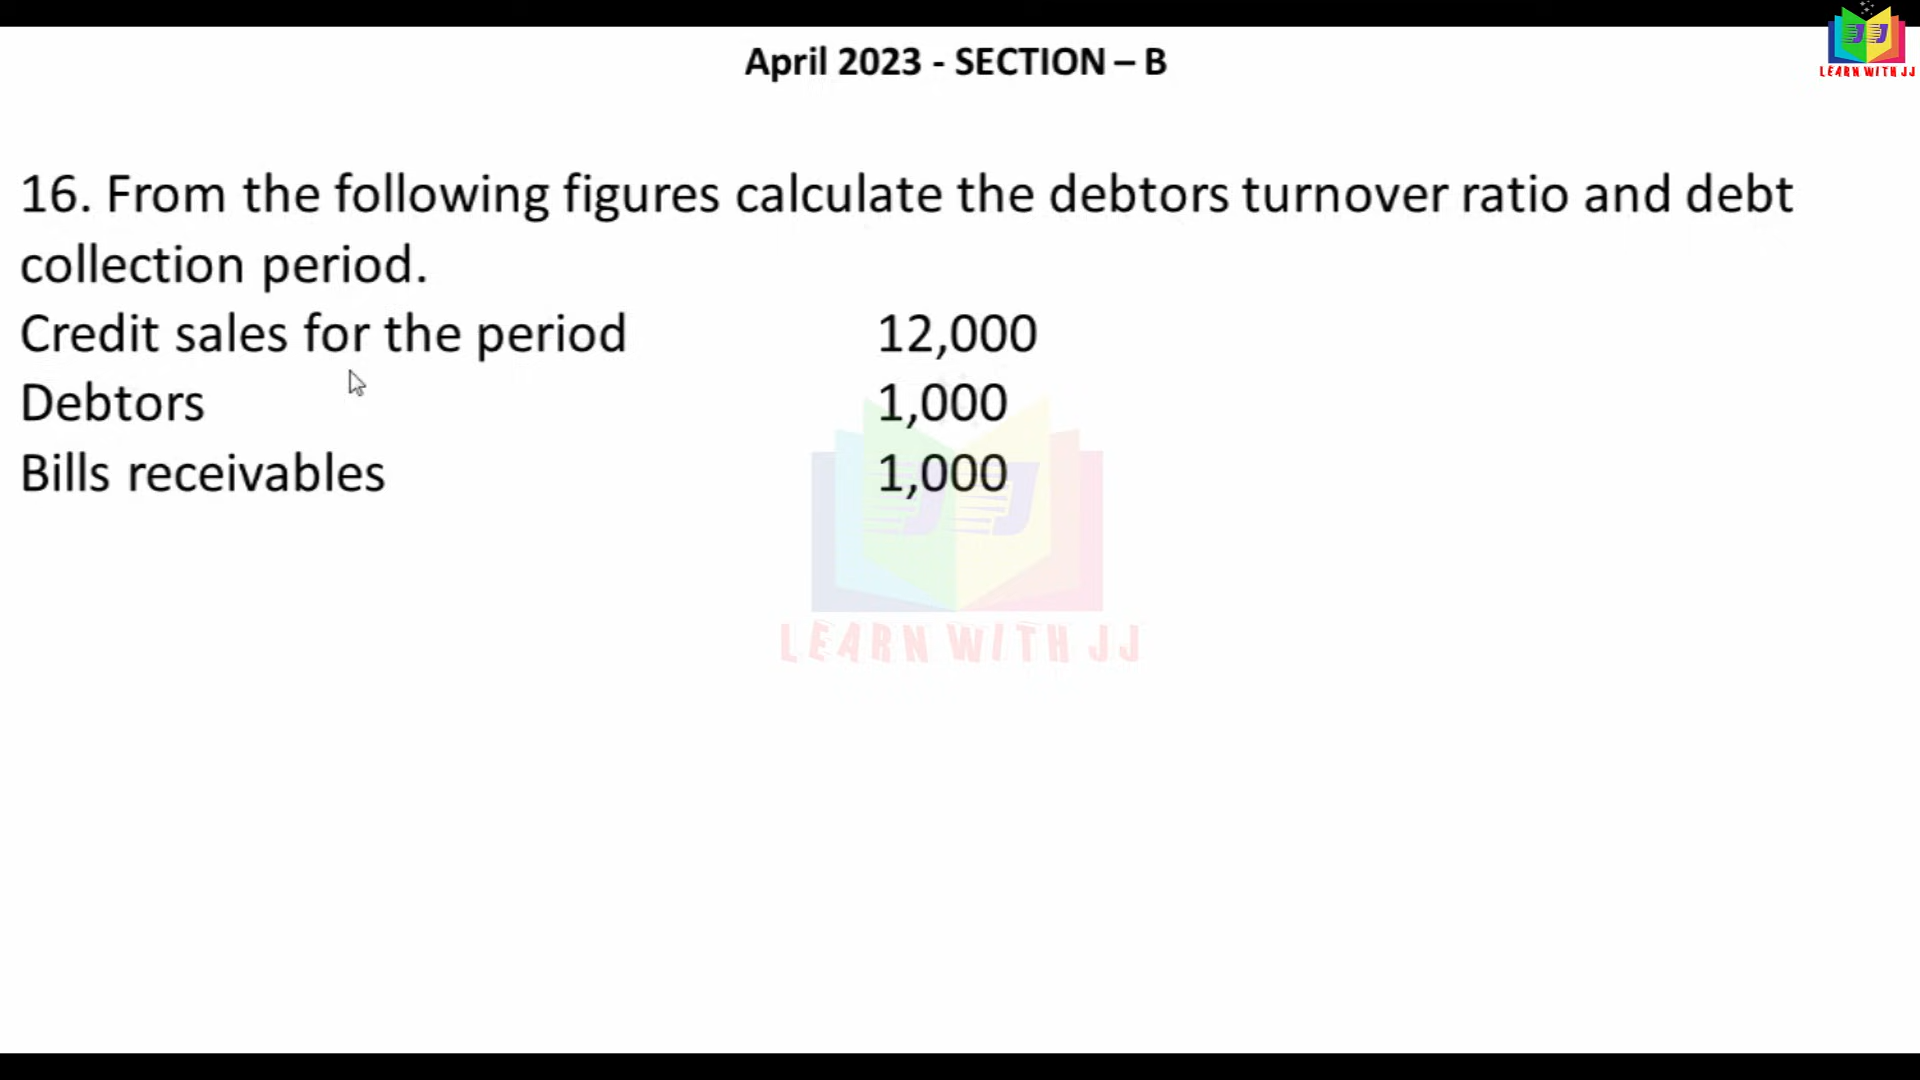 LEARN WITH JJ
April 2023 - SECTION – B
16. From the following figures calculate the debtors turnover ratio and debt
collection period.
Credit sales for the period 12,000
Debtors 1,000
Bills receivables 1,000
JJ
LEARN WITH JJ